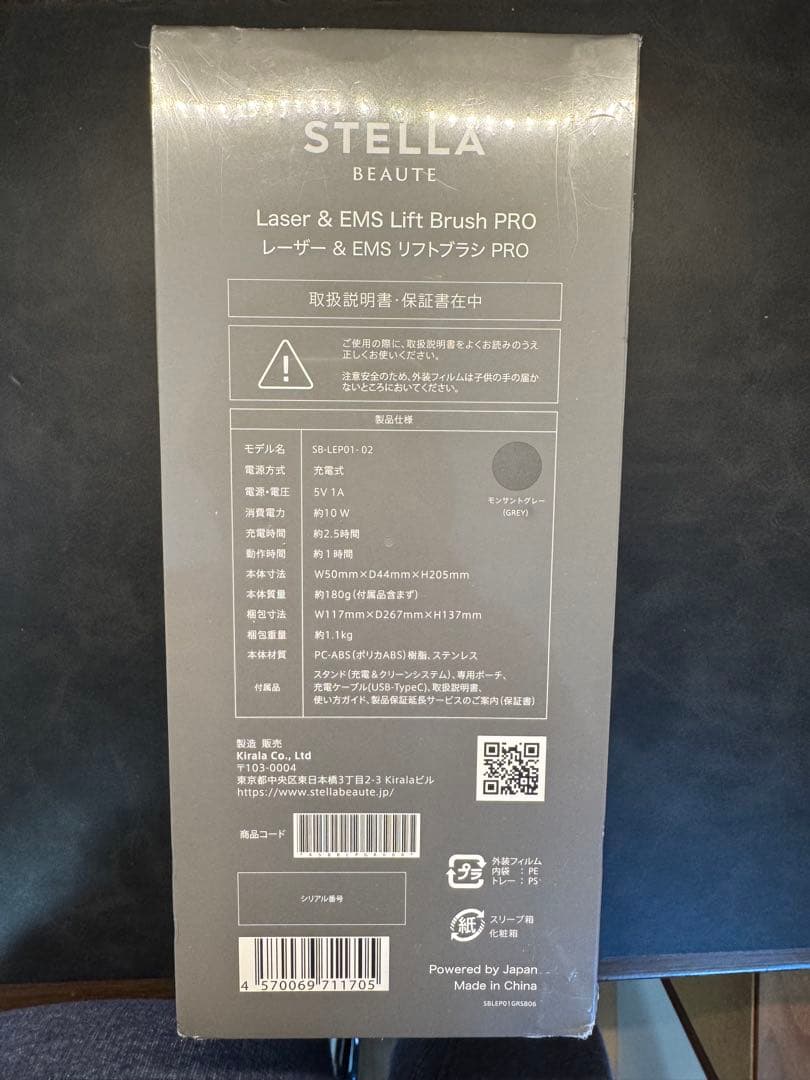 STELLA
BEAUTE
Laser & EMS Lift Brush PRO
レーザー & EMS リフトブラシ PRO
取扱説明書・保証書在中
ご使用の際に、取扱説明書をよくお読みのうえ
正しくお使いください。
注意安全のため、外装フィルムは子供の手の届か
ないところにおいてください。
製品仕様
モデル名 SB-LEP01-02
電源方式 充電式
電源・電圧 5V 1A
消費電力 約10W
充電時間 約2.5時間
動作時間 約1時間
本体寸法 W50mm×D44mm×H205mm
本体質量 約180g(付属品含まず)
梱包寸法 W117mm×D267mm×H137mm
梱包重量 約1.1kg
本体材質 PC-ABS(ポリカABS)樹脂、ステンレス
付属品 スタンド(充電&クリーンシステム)、専用ポーチ、
充電ケーブル(USB-TypeC)、取扱説明書、
使い方ガイド、製品保証延長サービスのご案内(保証書)
モンサントグレー
(GREY)
製造 販売
Kirala Co., Ltd
〒103-0004
東京都中央区東日本橋3丁目2-3 Kiralaビル
https://www.stellabeaute.jp/
商品コード
シリアル番号
4 570069 711705
プラ
外装フィルム
内袋 : PE
トレー : PS
紙
スリーブ箱
化粧箱
Powered by Japan
Made in China
SBLEP01GRSB06